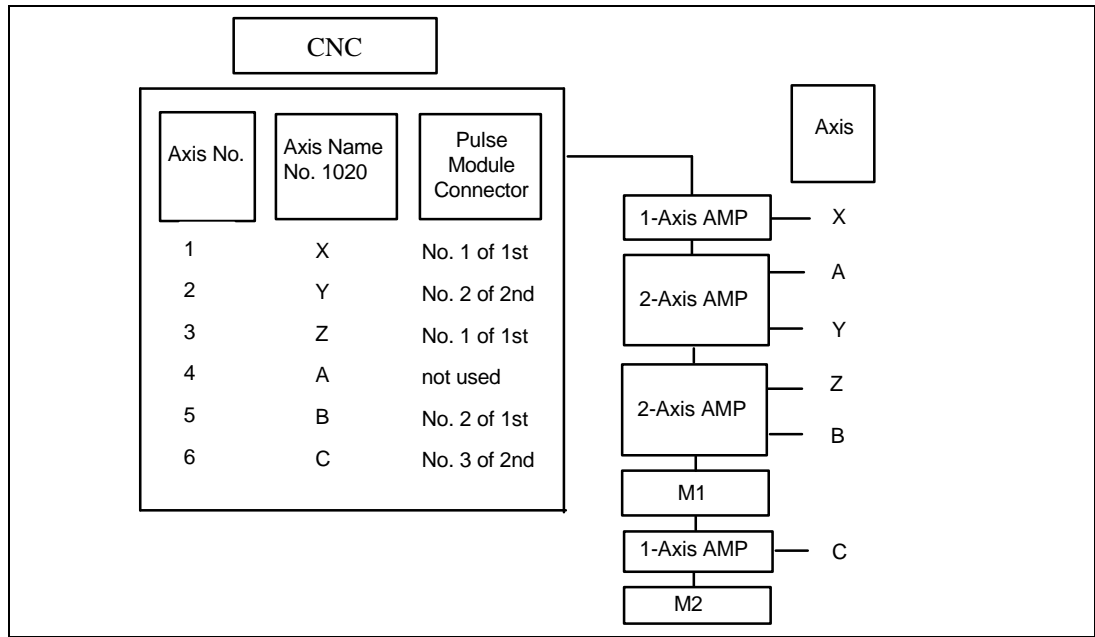 CNC
Axis No.
Axis Name
No. 1020
Pulse
Module
Connector
1 X No. 1 of 1st
2 Y No. 2 of 2nd
3 Z No. 1 of 1st
4 A not used
5 B No. 2 of 1st
6 C No. 3 of 2nd
Axis
1-Axis AMP X
A
2-Axis AMP
Y
Z
2-Axis AMP
B
M1
1-Axis AMP C
M2